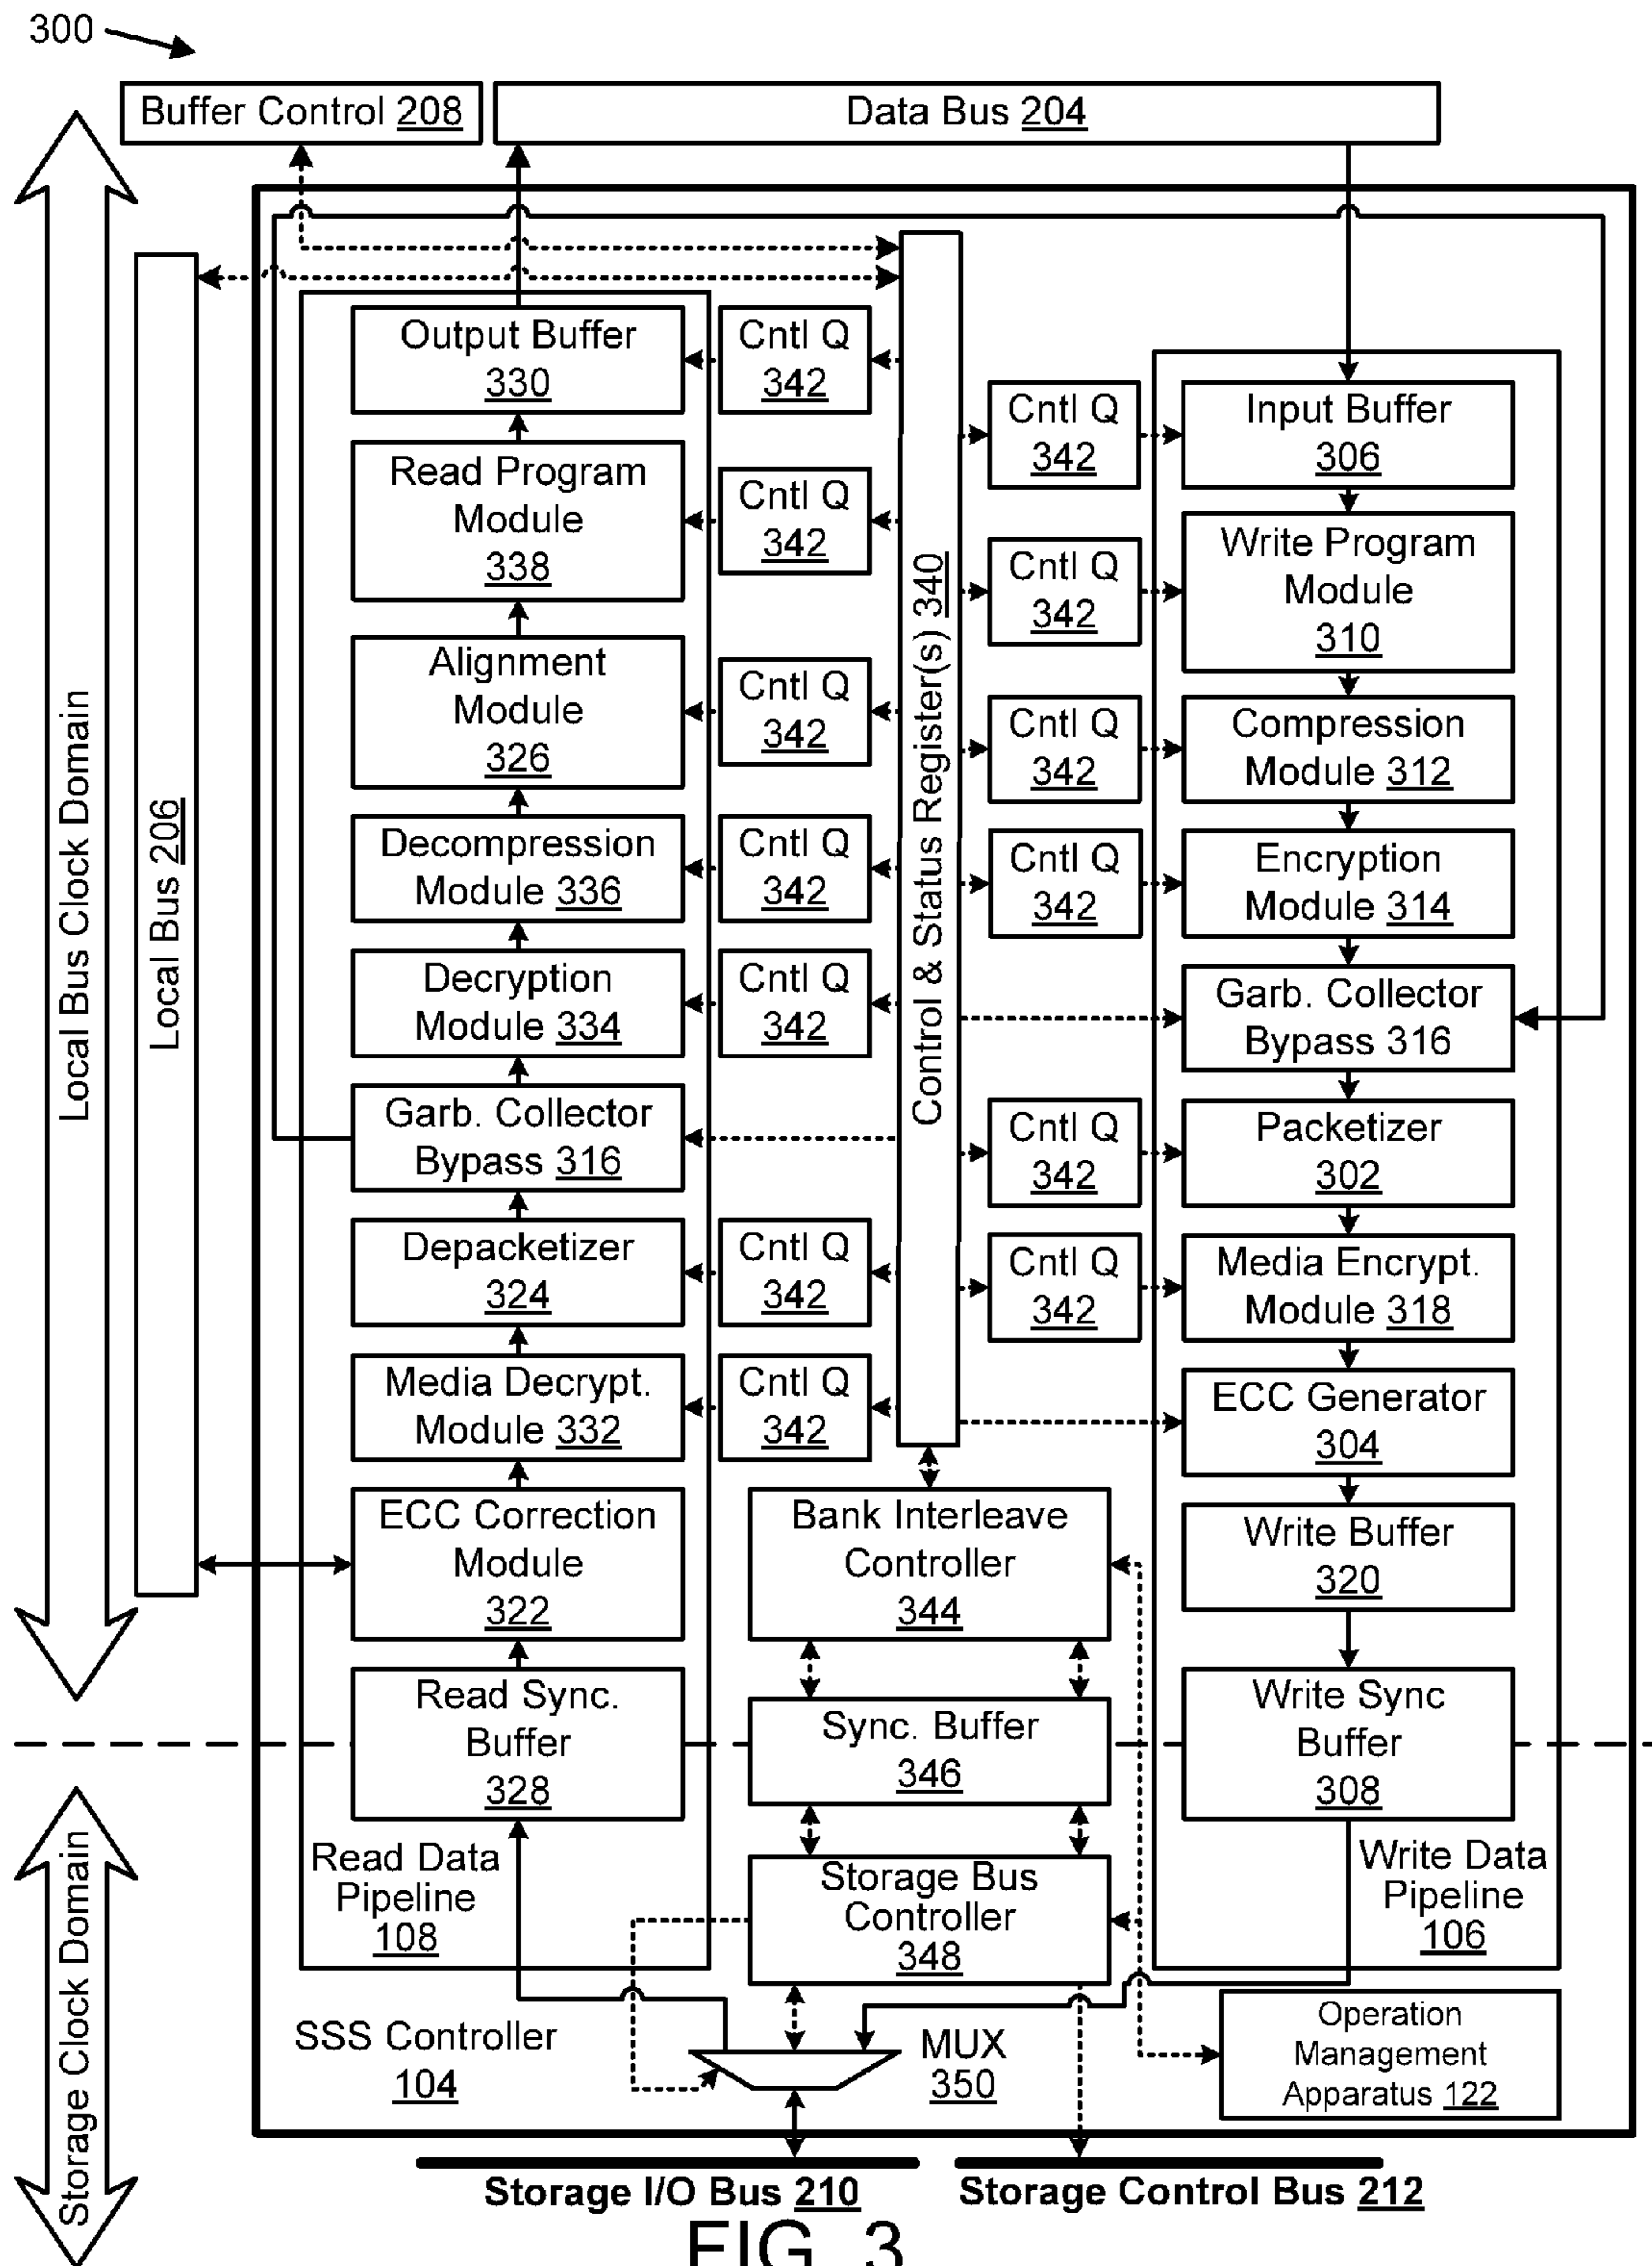 300
Buffer Control 208
Data Bus 204
Local Bus Clock Domain
Local Bus 206
Output Buffer
330
Read Program
Module
338
Alignment
Module
326
Decompression
Module 336
Decryption
Module 334
Garb. Collector
Bypass 316
Depacketizer
324
Media Decrypt.
Module 332
ECC Correction
Module
322
Read Sync.
Buffer
328
Read Data
Pipeline
108
Cntl Q
342
Cntl Q
342
Cntl Q
342
Cntl Q
342
Cntl Q
342
Cntl Q
342
Cntl Q
342
Control & Status Register(s) 340
Cntl Q
342
Cntl Q
342
Cntl Q
342
Cntl Q
342
Cntl Q
342
Cntl Q
342
Input Buffer
306
Write Program
Module
310
Compression
Module 312
Encryption
Module 314
Garb. Collector
Bypass 316
Packetizer
302
Media Encrypt.
Module 318
ECC Generator
304
Write Buffer
320
Write Sync
Buffer
308
Write Data
Pipeline
106
Bank Interleave
Controller
344
Sync. Buffer
346
Storage Bus
Controller
348
Storage Clock Domain
SSS Controller
104
MUX
350
Operation
Management
Apparatus 122
Storage I/O Bus 210
Storage Control Bus 212
FIG. 3